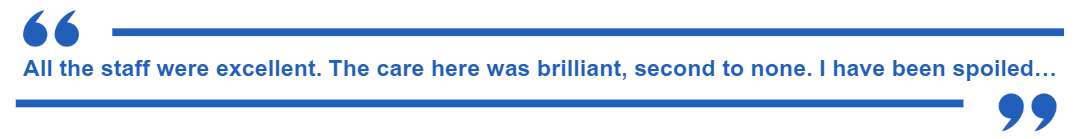 “
All the staff were excellent. The care here was brilliant, second to none. I have been spoiled…
”